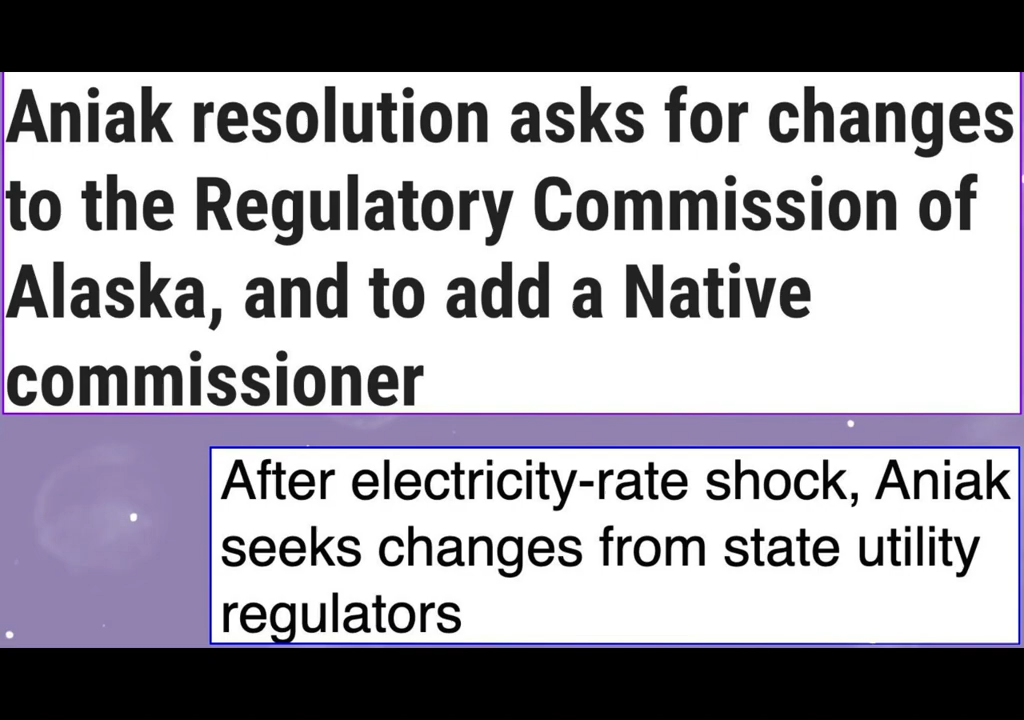 Aniak resolution asks for changes
to the Regulatory Commission of
Alaska, and to add a Native
commissioner
After electricity-rate shock, Aniak
seeks changes from state utility
regulators